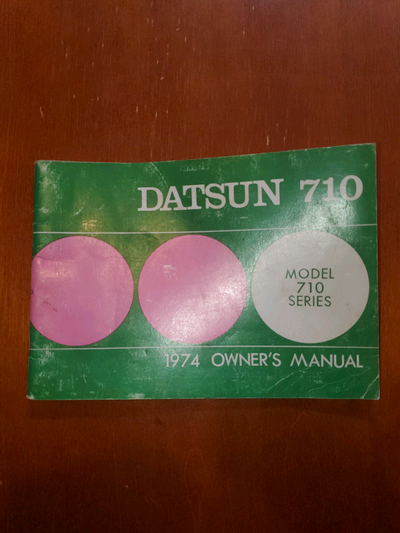 DATSUN 710
MODEL
710
SERIES
1974 OWNER'S MANUAL